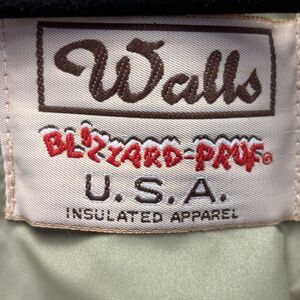 Walls
BLIZZARD-PRUF®
U.S.A.
INSULATED APPAREL